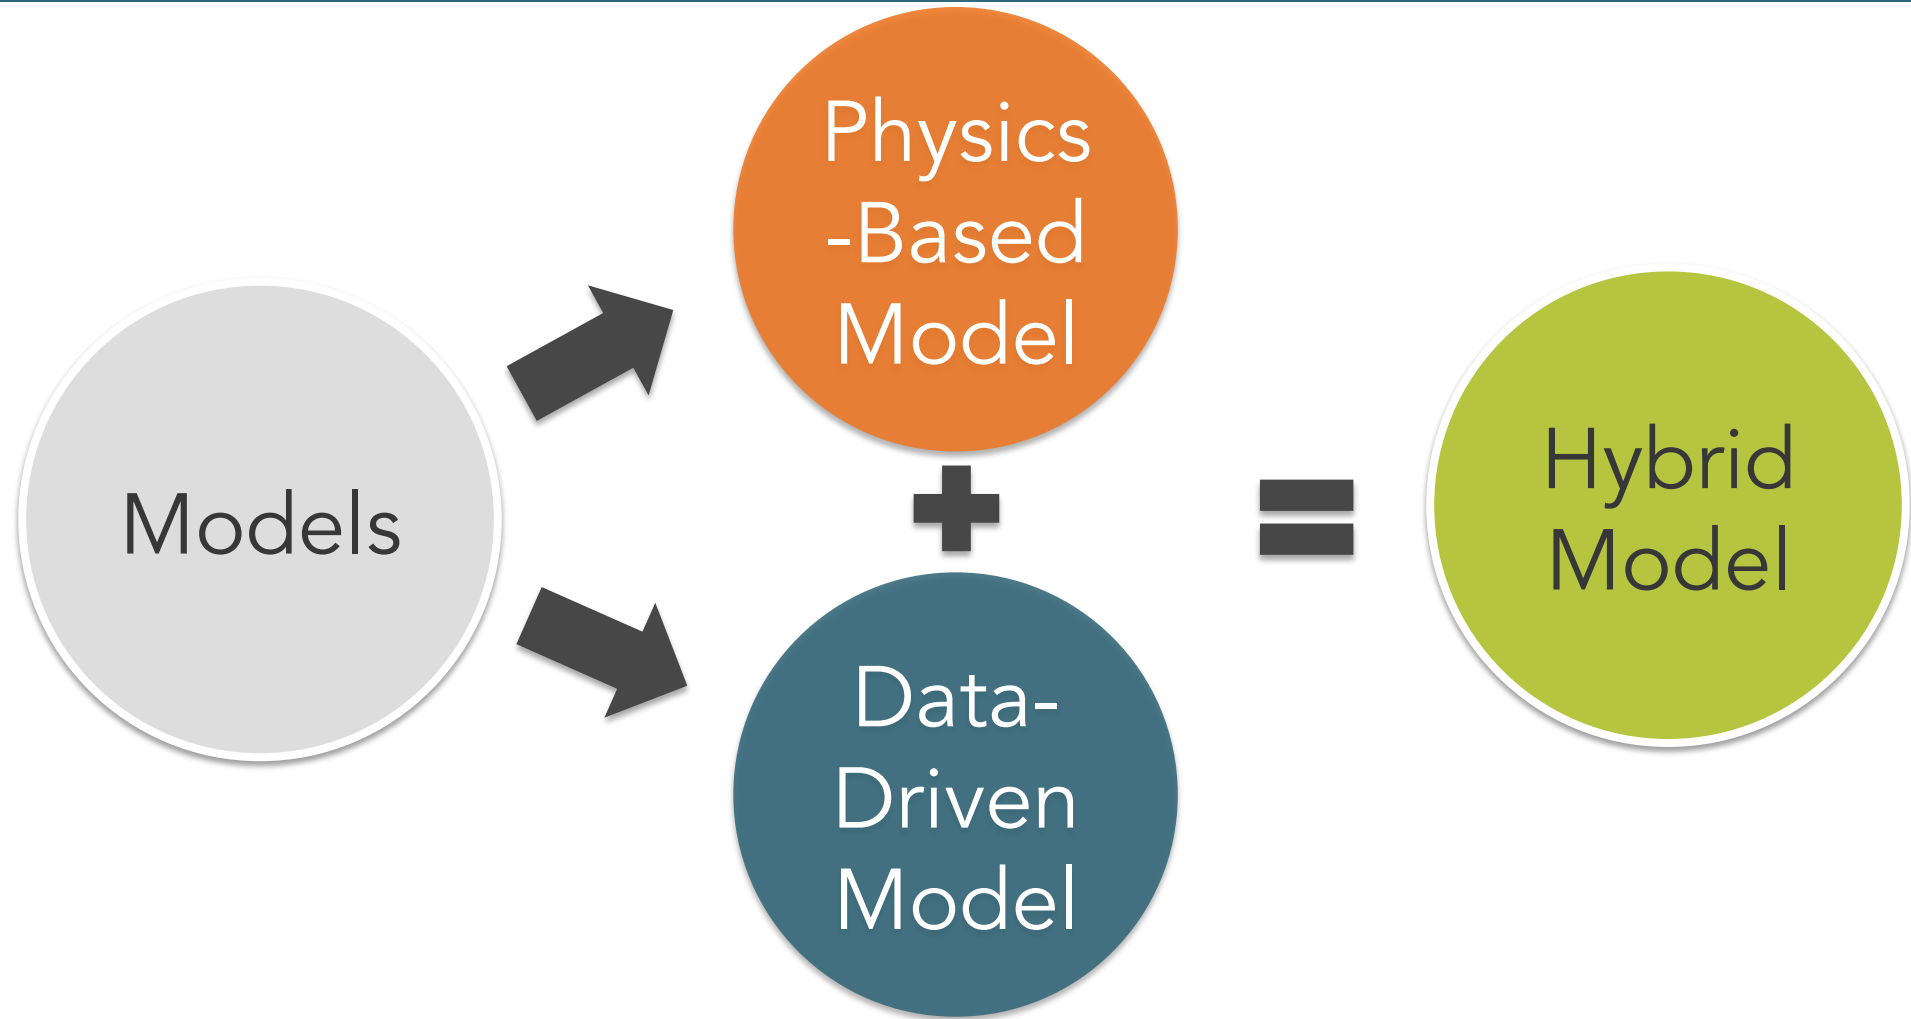 Models
Physics
-Based
Model
Data-
Driven
Model
Hybrid
Model